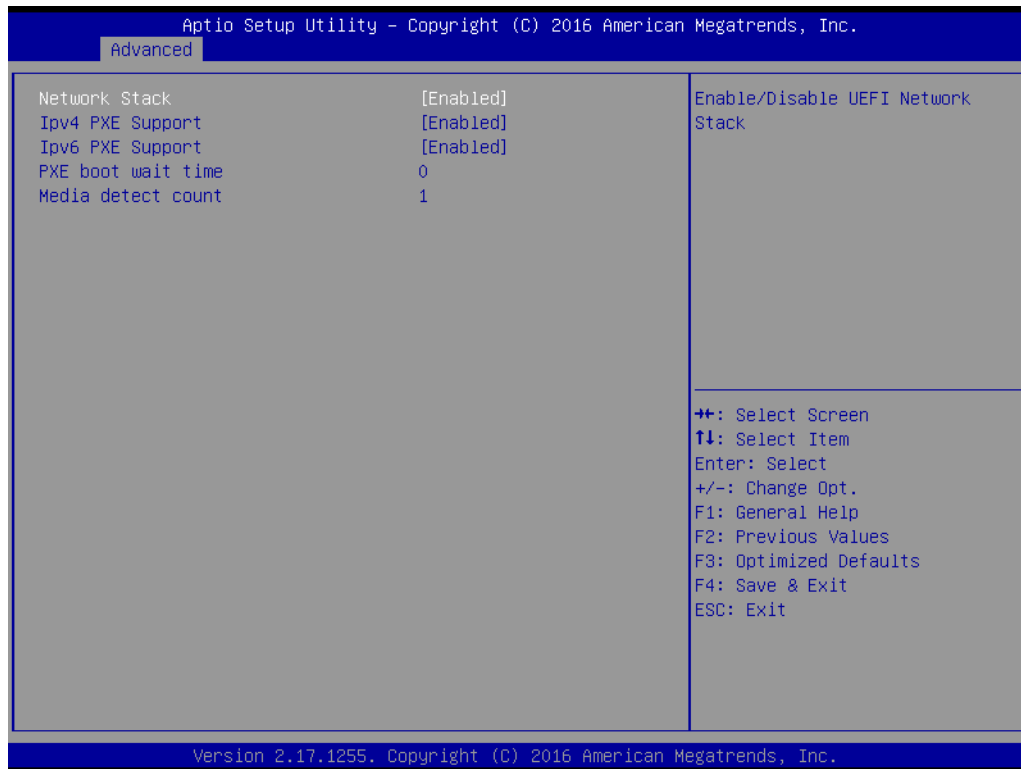 Aptio Setup Utility – Copyright (C) 2016 American Megatrends, Inc.
Advanced
Network Stack [Enabled]
Ipv4 PXE Support [Enabled]
Ipv6 PXE Support [Enabled]
PXE boot wait time 0
Media detect count 1
Enable/Disable UEFI Network
Stack
→←: Select Screen
↑↓: Select Item
Enter: Select
+/-: Change Opt.
F1: General Help
F2: Previous Values
F3: Optimized Defaults
F4: Save & Exit
ESC: Exit
Version 2.17.1255. Copyright (C) 2016 American Megatrends, Inc.